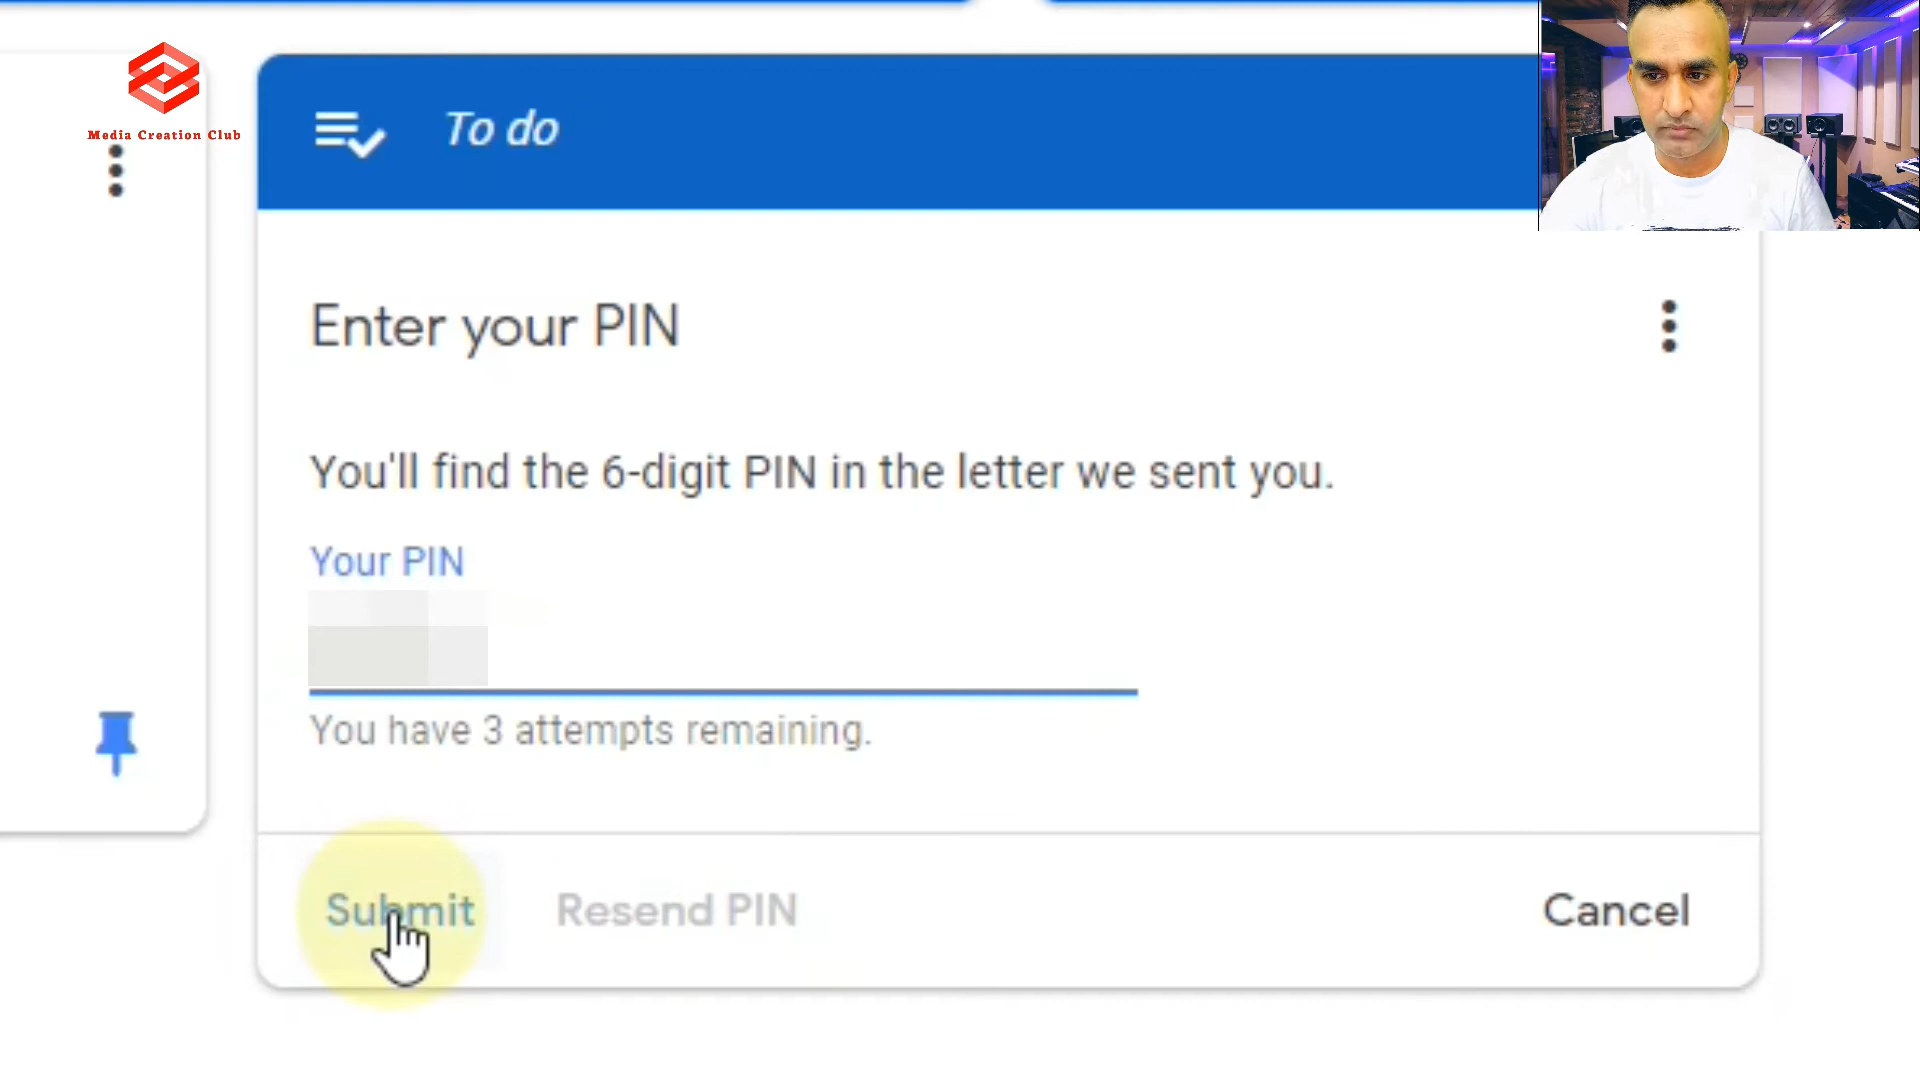 Media Creation Club
To do
Enter your PIN
You'll find the 6-digit PIN in the letter we sent you.
Your PIN
You have 3 attempts remaining.
Submit
Resend PIN
Cancel